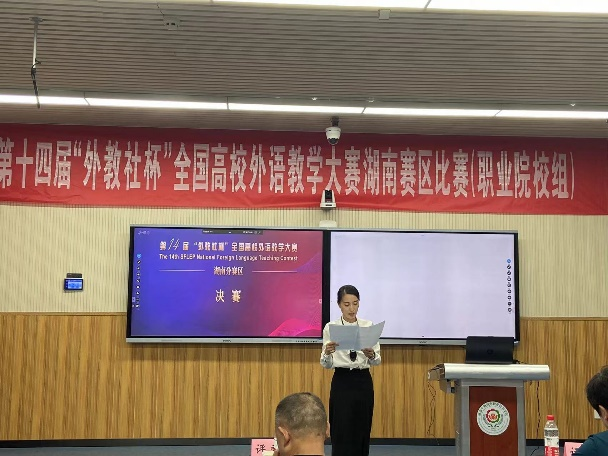 第十四届“外教社杯”全国高校外语教学大赛湖南赛区比赛(职业院校组)
第14届“外教社杯”全国高校外语教学大赛
The 14th SFLEP National Foreign Language Teaching Contest
湖南分赛区
决赛